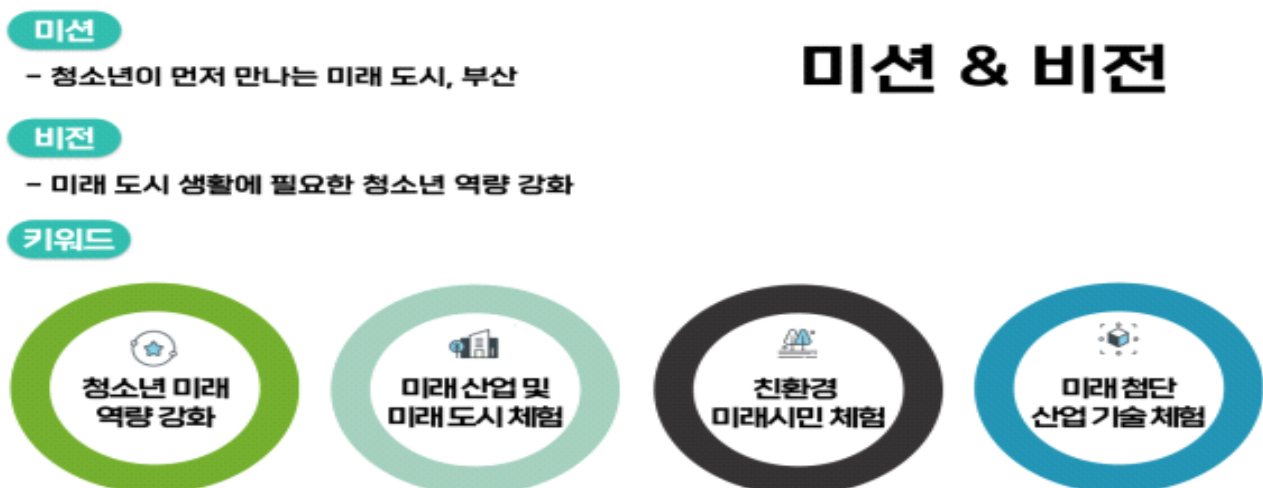 미션
- 청소년이 먼저 만나는 미래 도시, 부산
미션 & 비전
비전
- 미래 도시 생활에 필요한 청소년 역량 강화
키워드
청소년 미래
역량 강화
미래 산업 및
미래 도시 체험
친환경
미래시민 체험
미래 첨단
산업 기술 체험